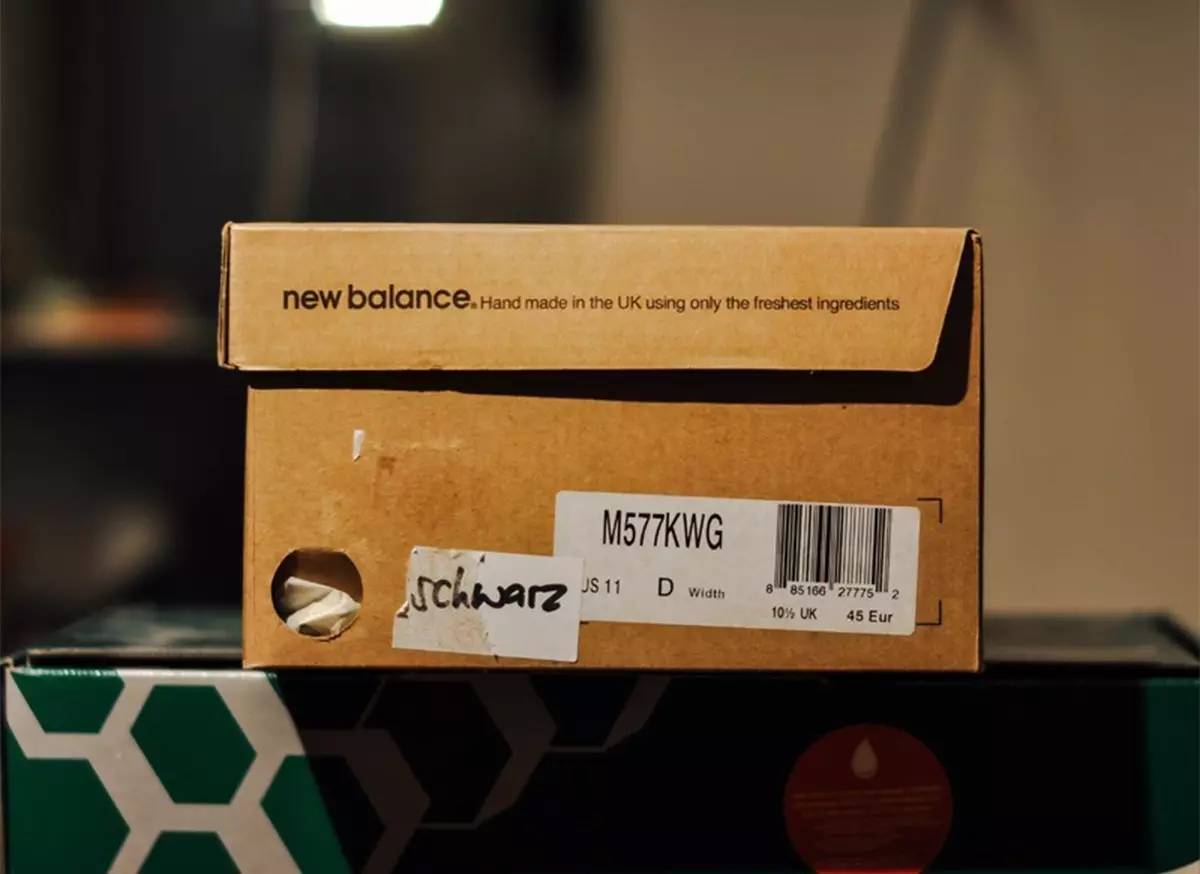 new balance. Hand made in the UK using only the freshest ingredients
M577KWG
schwarz
US 11 D Width
8 85166 27775 2
10½ UK 45 Eur